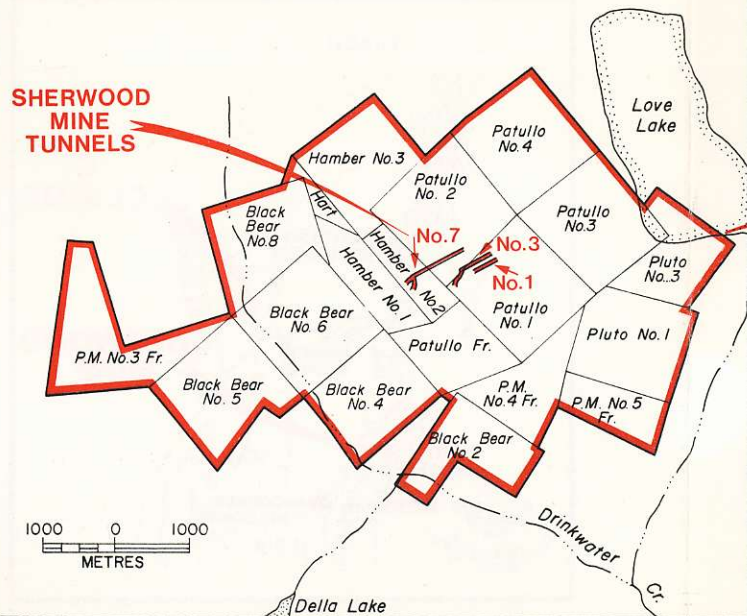 SHERWOOD
MINE
TUNNELS
Love
Lake
Patullo
No. 4
Hamber No. 3
Patullo
No. 2
Hart
Black
Bear
No. 8
Patullo
No. 3
No. 7
No. 3
No. 1
Hamber
No. 2
Hamber No. 1
Pluto
No. 3
Patullo
No. 1
Black Bear
No. 6
Pluto No. 1
Patullo Fr.
P.M. No. 3 Fr.
Black Bear
No. 5
Black Bear
No. 4
P.M.
No. 4 Fr.
P.M. No. 5
Fr.
Black Bear
No. 2
1000 0 1000
METRES
Drinkwater
Cr.
Della Lake